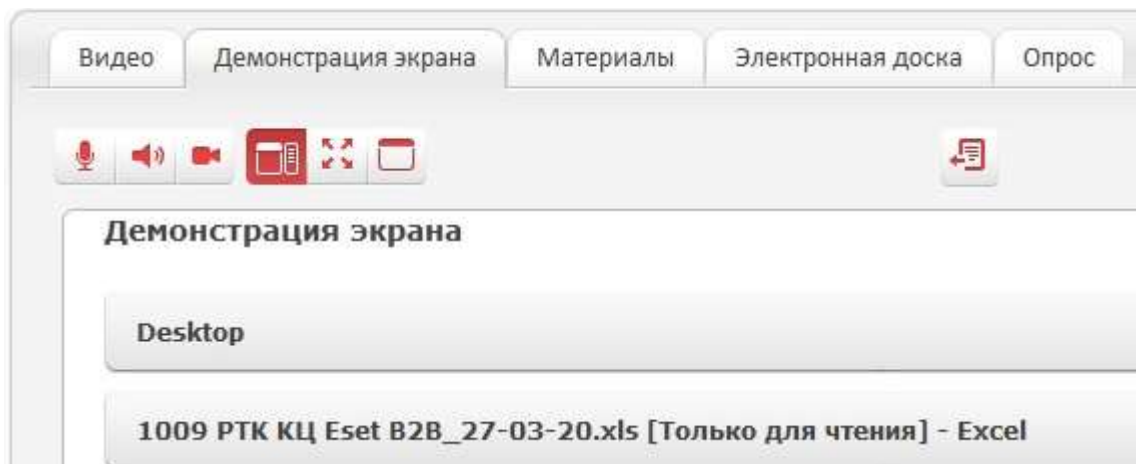 Видео Демонстрация экрана Материалы Электронная доска Опрос
Демонстрация экрана
Desktop
1009 РТК КЦ Eset B2B_27-03-20.xls [Только для чтения] - Excel